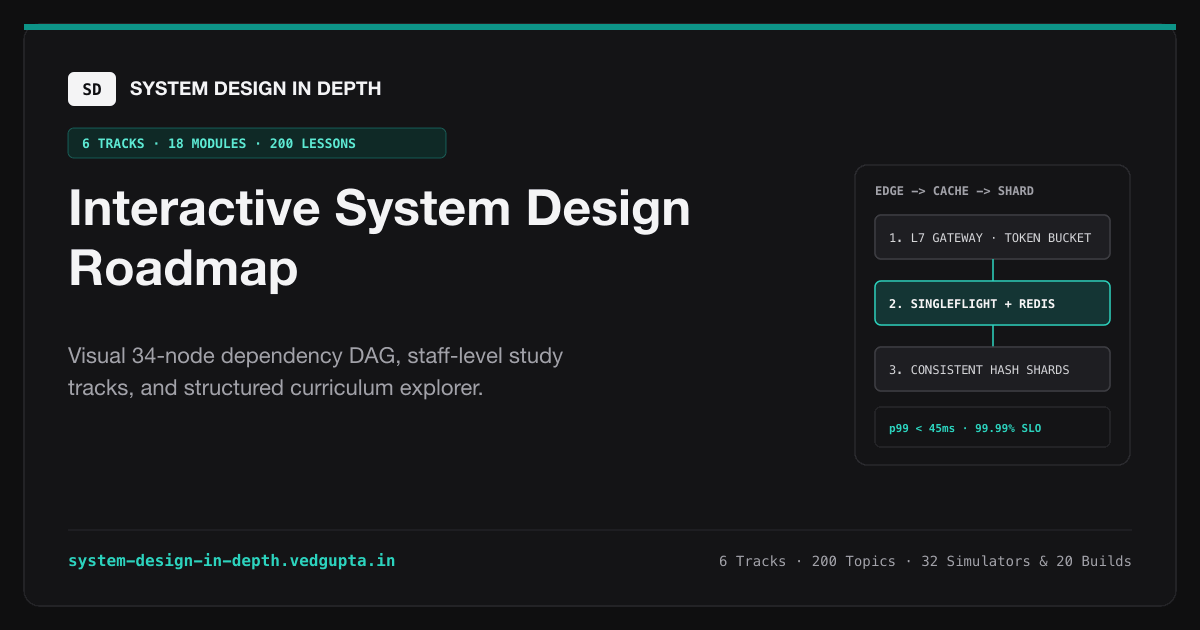 SD
SYSTEM DESIGN IN DEPTH
6 TRACKS · 18 MODULES · 200 LESSONS
Interactive System Design
Roadmap
Visual 34-node dependency DAG, staff-level study
tracks, and structured curriculum explorer.
EDGE —> CACHE —> SHARD
1. L7 GATEWAY · TOKEN BUCKET
2. SINGLEFLIGHT + REDIS
3. CONSISTENT HASH SHARDS
p99 < 45ms · 99.99% SLO
system-design-in-depth.vedgupta.in
6 Tracks · 200 Topics · 32 Simulators & 20 Builds